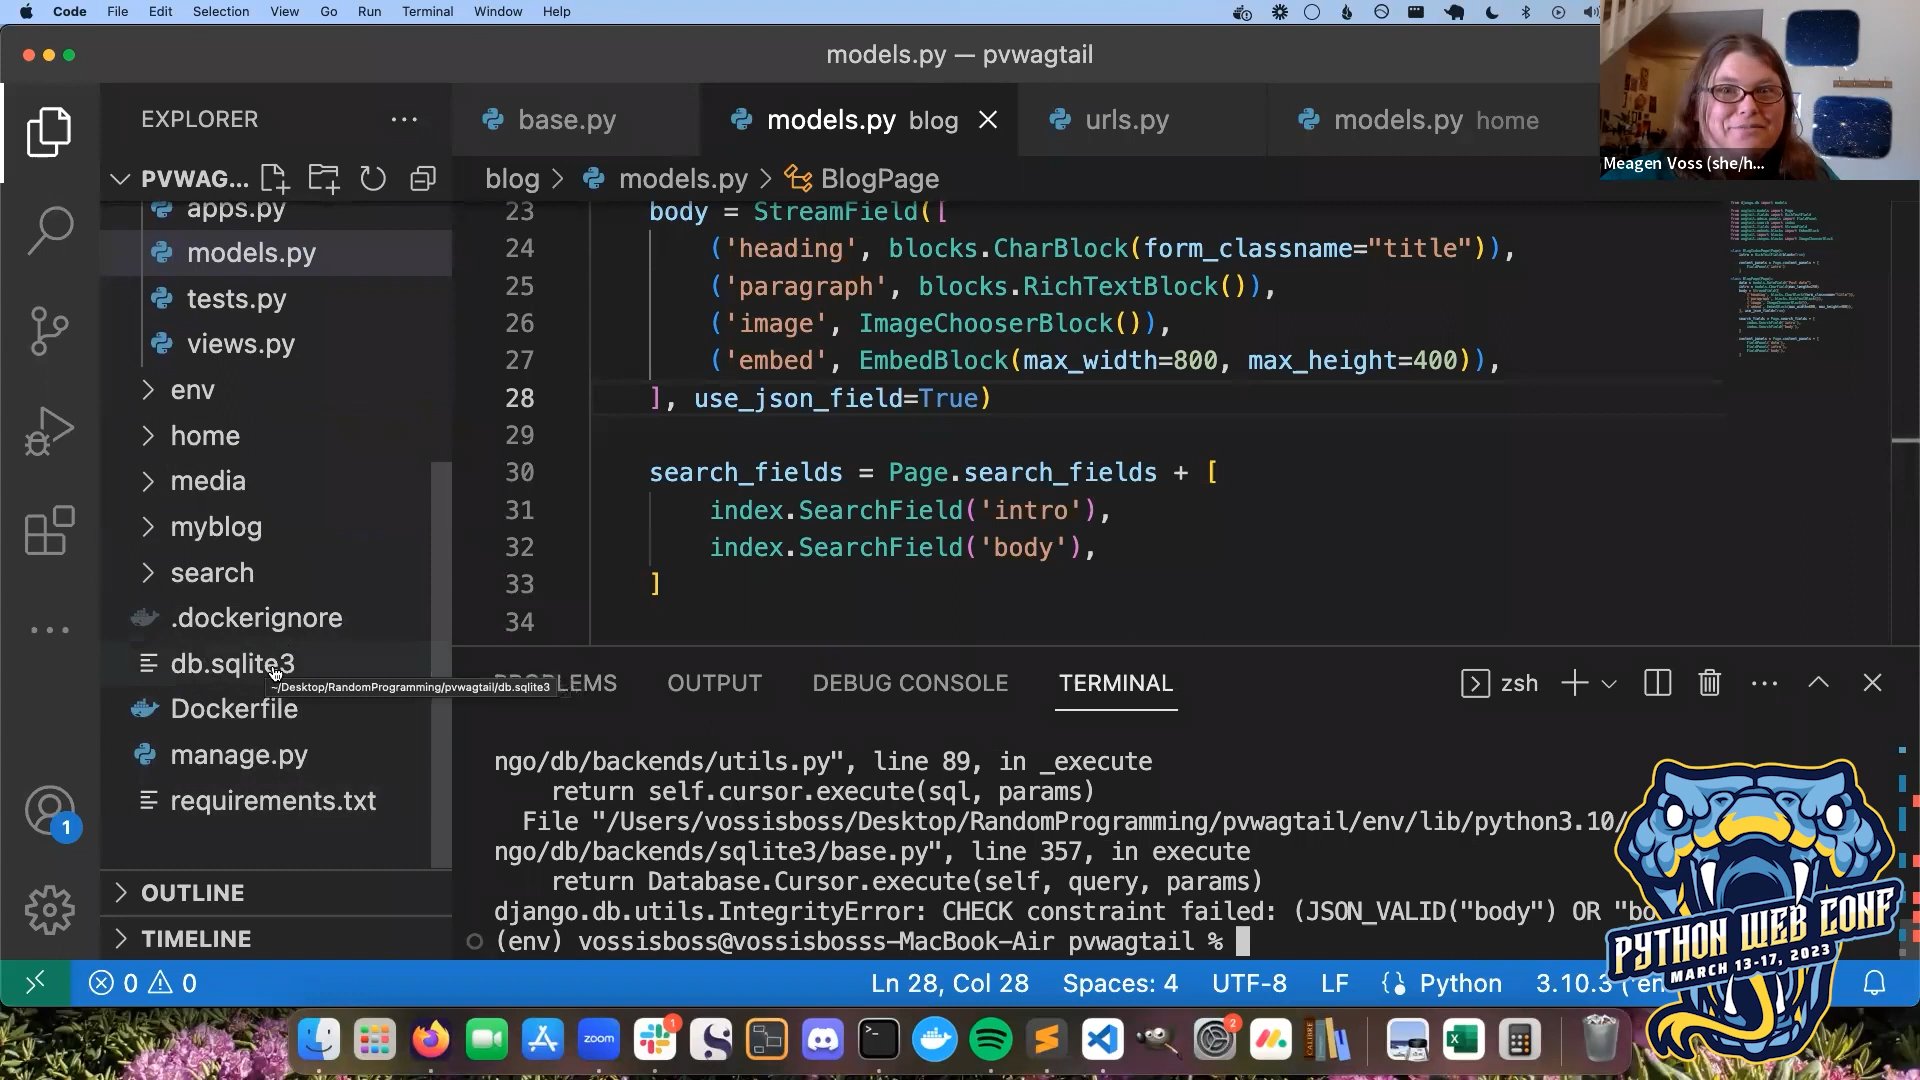 Code File Edit Selection View Go Run Terminal Window Help
models.py — pvwagtail
Meagen Voss (she/h...
EXPLORER
base.py
models.py blog
urls.py
models.py home
PVWAG...
blog
models.py
BlogPage
apps.py
models.py
tests.py
views.py
env
home
media
myblog
search
.dockerignore
db.sqlite3
~/Desktop/RandomProgramming/pvwagtail/db.sqlite3
Dockerfile
manage.py
requirements.txt
OUTLINE
TIMELINE
1
23 body = StreamField([
24 ('heading', blocks.CharBlock(form_classname="title")),
25 ('paragraph', blocks.RichTextBlock()),
26 ('image', ImageChooserBlock()),
27 ('embed', EmbedBlock(max_width=800, max_height=400)),
28 ], use_json_field=True)
29
30 search_fields = Page.search_fields + [
31 index.SearchField('intro'),
32 index.SearchField('body'),
33 ]
34
OUTPUT DEBUG CONSOLE TERMINAL zsh
ngo/db/backends/utils.py", line 89, in _execute
return self.cursor.execute(sql, params)
File "/Users/vossisboss/Desktop/RandomProgramming/pvwagtail/env/lib/python3.10/
ngo/db/backends/sqlite3/base.py", line 357, in execute
return Database.Cursor.execute(self, query, params)
django.db.utils.IntegrityError: CHECK constraint failed: (JSON_VALID("body") OR "bo
(env) vossisboss@vossisbosss-MacBook-Air pvwagtail %
0 0 Ln 28, Col 28 Spaces: 4 UTF-8 LF Python 3.10.3
PYTHON WEB CONF
MARCH 13-17, 2023
zoom
1
2